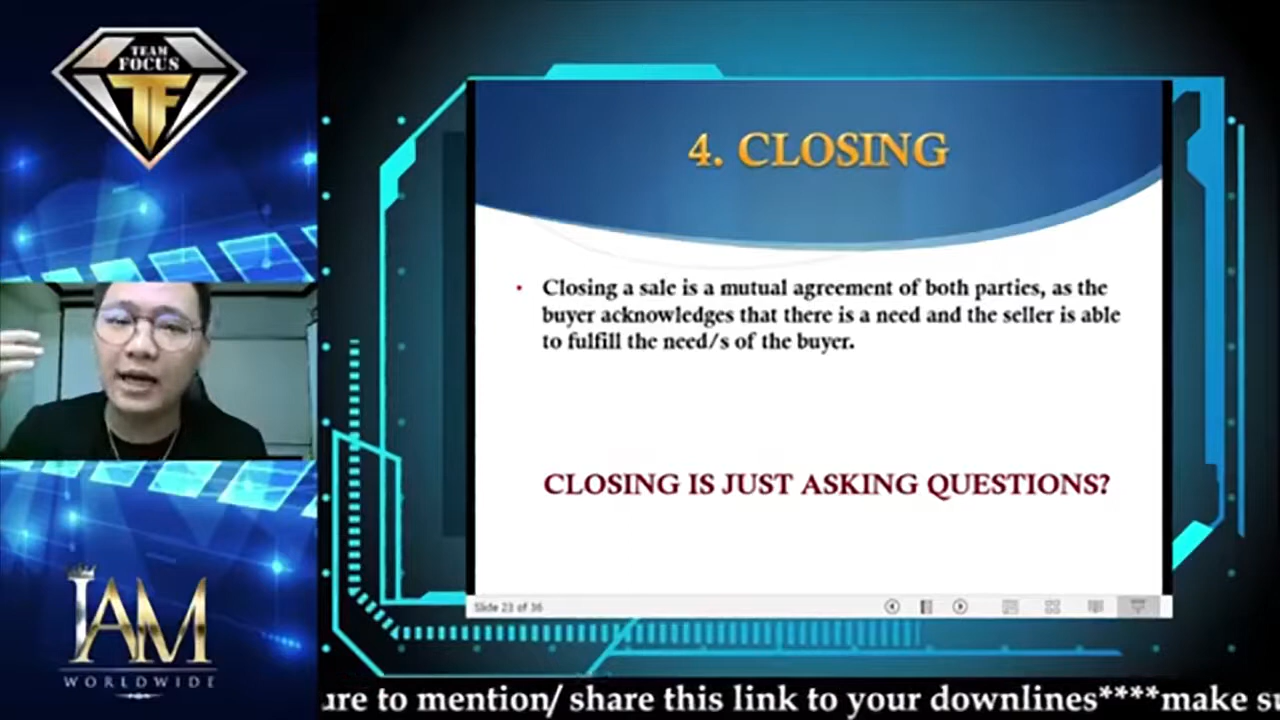 TEAM
FOCUS
TF
4. CLOSING
• Closing a sale is a mutual agreement of both parties, as the
buyer acknowledges that there is a need and the seller is able
to fulfill the need/s of the buyer.
CLOSING IS JUST ASKING QUESTIONS?
Slide 23 of 36
IAM
WORLDWIDE
ure to mention/ share this link to your downlines****make su